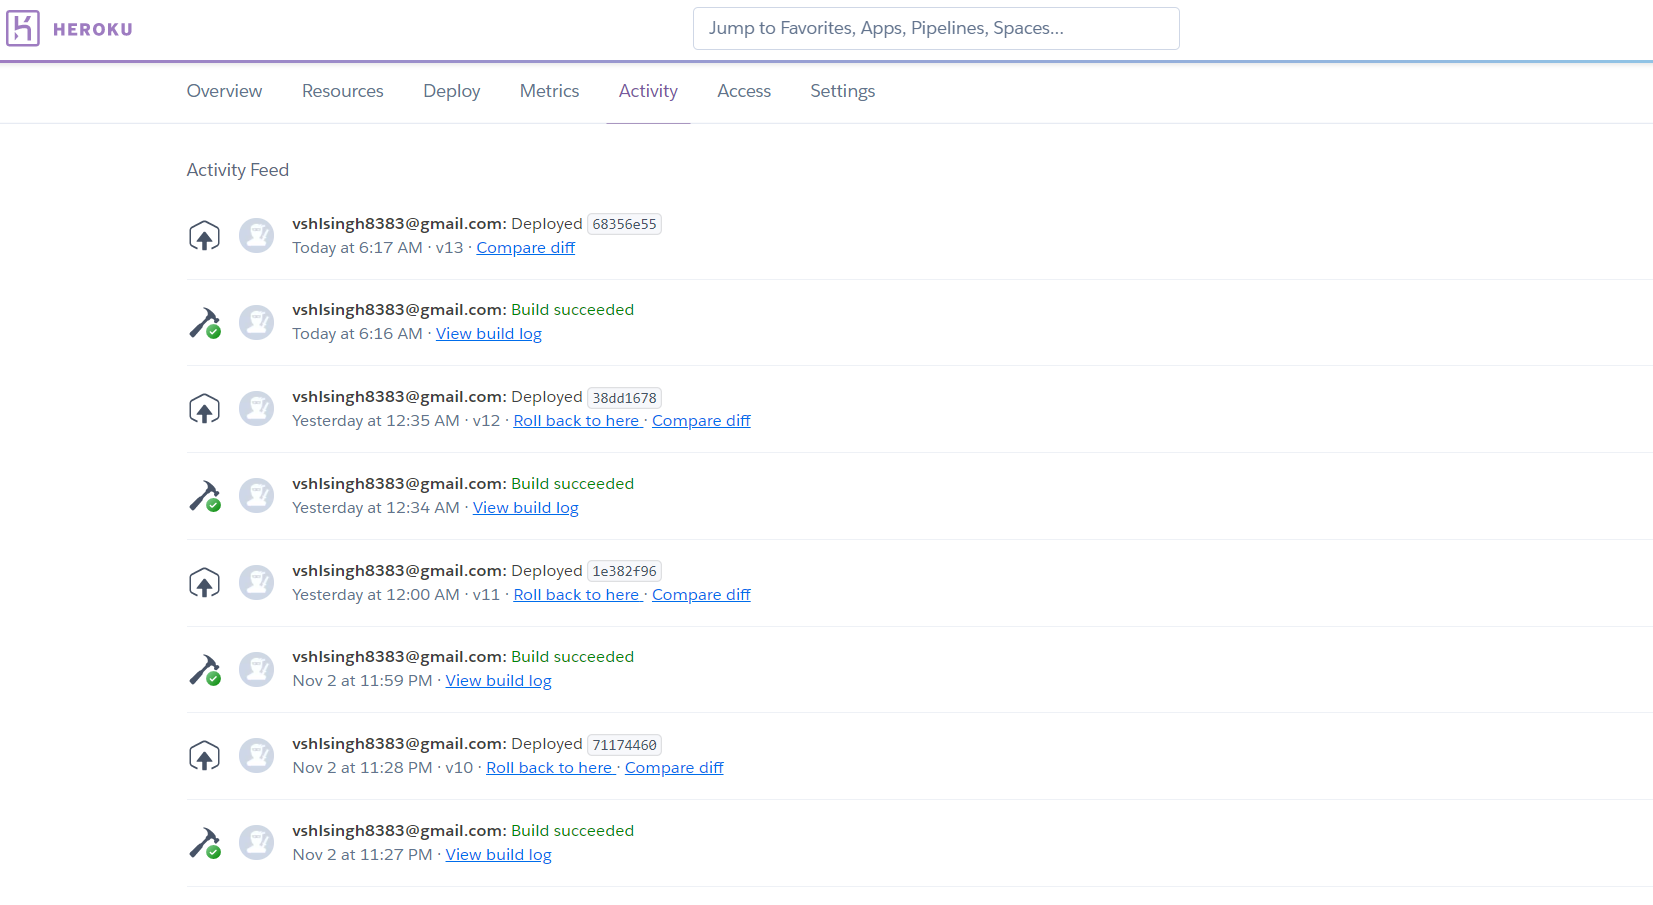 HEROKU
Jump to Favorites, Apps, Pipelines, Spaces...
Overview Resources Deploy Metrics Activity Access Settings
Activity Feed
vshlsingh8383@gmail.com: Deployed 68356e55
Today at 6:17 AM · v13 · Compare diff
vshlsingh8383@gmail.com: Build succeeded
Today at 6:16 AM · View build log
vshlsingh8383@gmail.com: Deployed 38dd1678
Yesterday at 12:35 AM · v12 · Roll back to here · Compare diff
vshlsingh8383@gmail.com: Build succeeded
Yesterday at 12:34 AM · View build log
vshlsingh8383@gmail.com: Deployed 1e382f96
Yesterday at 12:00 AM · v11 · Roll back to here · Compare diff
vshlsingh8383@gmail.com: Build succeeded
Nov 2 at 11:59 PM · View build log
vshlsingh8383@gmail.com: Deployed 71174460
Nov 2 at 11:28 PM · v10 · Roll back to here · Compare diff
vshlsingh8383@gmail.com: Build succeeded
Nov 2 at 11:27 PM · View build log